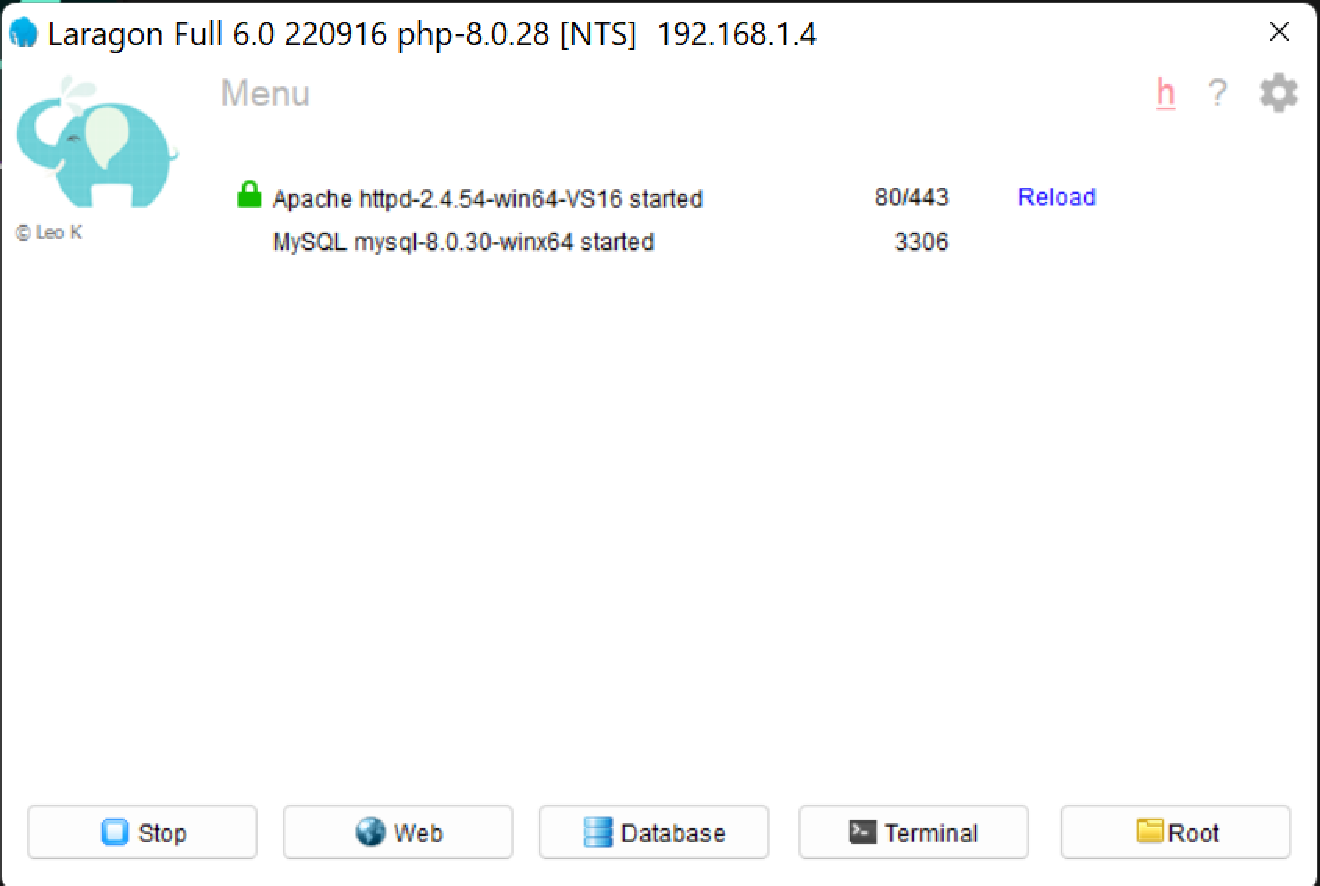 Laragon Full 6.0 220916 php-8.0.28 [NTS] 192.168.1.4
Menu
h ?
Apache httpd-2.4.54-win64-VS16 started 80/443 Reload
© Leo K
MySQL mysql-8.0.30-winx64 started 3306
Stop Web Database Terminal Root